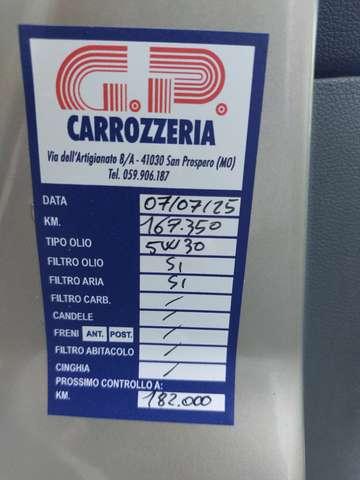 G.P.
CARROZZERIA
Via dell'Artigianato 8/A - 41030 San Prospero (MO)
Tel. 059.906.187
DATA 07/07/25
KM. 169.350
TIPO OLIO 5W30
FILTRO OLIO SI
FILTRO ARIA SI
FILTRO CARB. /
CANDELE /
FRENI ANT. POST. /
FILTRO ABITACOLO /
CINGHIA /
PROSSIMO CONTROLLO A:
KM. 182.000